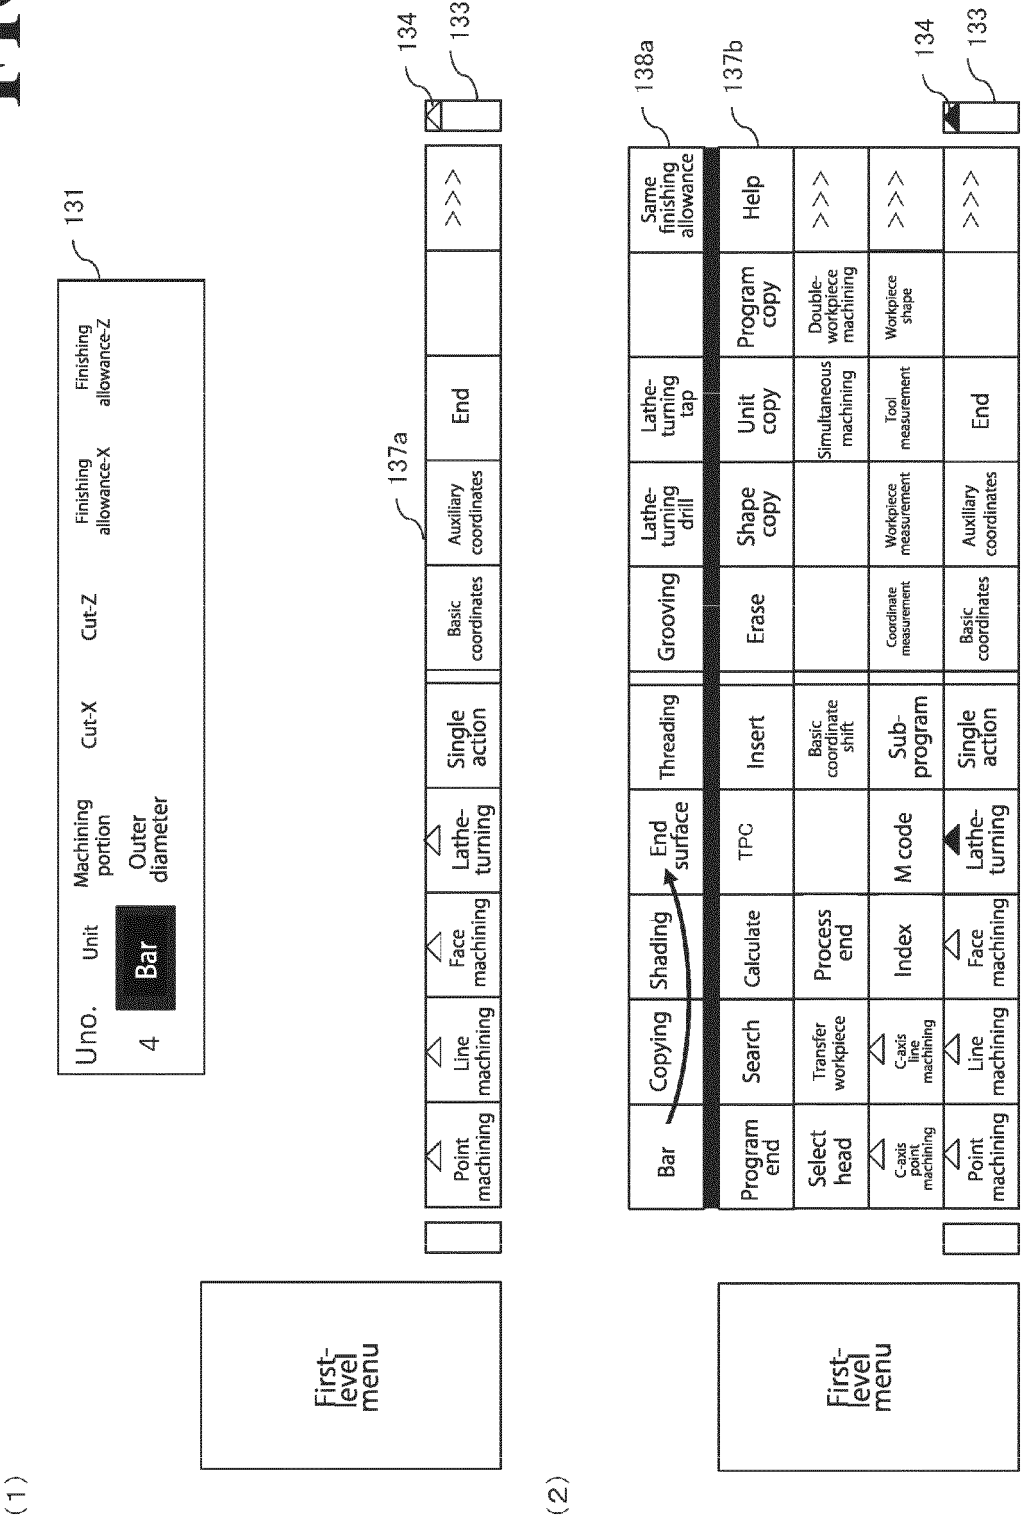 (1)
131
Uno.
Unit
Machining
portion
Cut-X
Cut-Z
Finishing
allowance-X
Finishing
allowance-Z
4
Bar
Outer
diameter
First-
level
menu
137a
134
133
Point
machining
Line
machining
Face
machining
Lathe-
turning
Single
action
Basic
coordinates
Auxiliary
coordinates
End
>>>
(2)
First-
level
menu
138a
137b
134
133
Bar
Copying
Shading
End
surface
Threading
Grooving
Lathe-
turning
drill
Lathe-
turning
tap
Same
finishing
allowance
Program
end
Search
Calculate
TPC
Insert
Erase
Shape
copy
Unit
copy
Program
copy
Help
Select
head
Transfer
workpiece
Process
end
Basic
coordinate
shift
Simultaneous
machining
Double-
workpiece
machining
>>>
C-axis
point
machining
C-axis
line
machining
Index
M code
Sub-
program
Coordinate
measurement
Workpiece
measurement
Tool
measurement
Workpiece
shape
>>>
Point
machining
Line
machining
Face
machining
Lathe-
turning
Single
action
Basic
coordinates
Auxiliary
coordinates
End
>>>